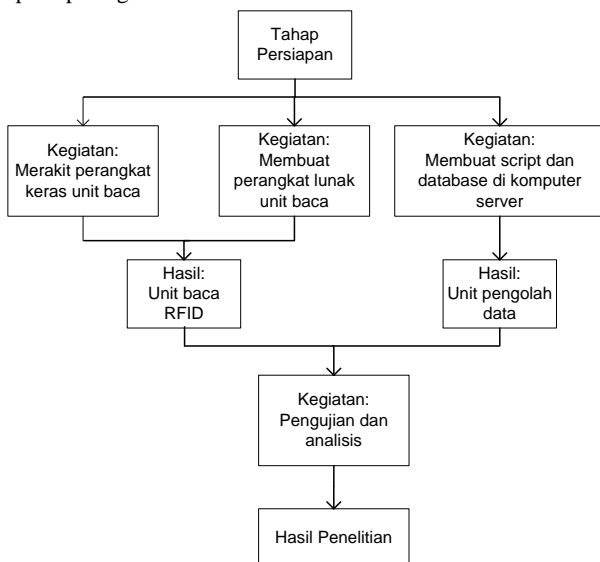 Tahap
Persiapan
Kegiatan:
Merakit perangkat
keras unit baca
Kegiatan:
Membuat
perangkat lunak
unit baca
Kegiatan:
Membuat script dan
database di komputer
server
Hasil:
Unit baca
RFID
Hasil:
Unit pengolah
data
Kegiatan:
Pengujian dan
analisis
Hasil Penelitian